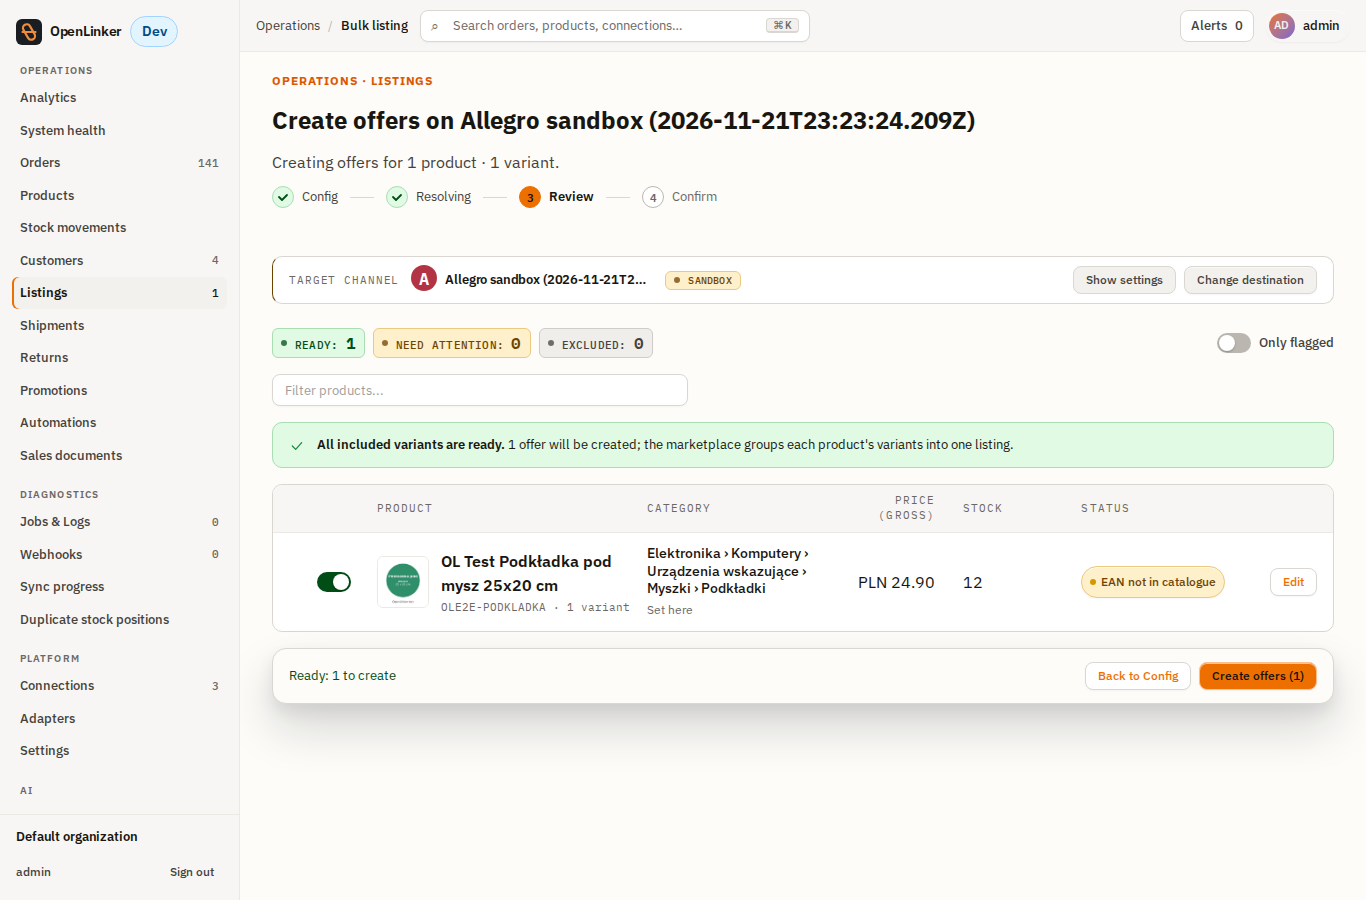 OpenLinker Dev
OPERATIONS
Analytics
System health
Orders 141
Products
Stock movements
Customers 4
Listings 1
Shipments
Returns
Promotions
Automations
Sales documents
DIAGNOSTICS
Jobs & Logs 0
Webhooks 0
Sync progress
Duplicate stock positions
PLATFORM
Connections 3
Adapters
Settings
AI
Default organization
admin Sign out
Operations / Bulk listing
Search orders, products, connections... ⌘K
Alerts 0
AD admin
OPERATIONS · LISTINGS
Create offers on Allegro sandbox (2026-11-21T23:23:24.209Z)
Creating offers for 1 product · 1 variant.
Config Resolving 3 Review 4 Confirm
TARGET CHANNEL A Allegro sandbox (2026-11-21T2... SANDBOX Show settings Change destination
READY: 1 NEED ATTENTION: 0 EXCLUDED: 0 Only flagged
Filter products...
All included variants are ready. 1 offer will be created; the marketplace groups each product's variants into one listing.
PRODUCT CATEGORY PRICE (GROSS) STOCK STATUS
OL Test Podkładka pod
mysz 25x20 cm
OLE2E-PODKLADKA · 1 variant
Elektronika › Komputery ›
Urządzenia wskazujące ›
Myszki › Podkładki
Set here
PLN 24.90
12
EAN not in catalogue
Edit
Ready: 1 to create Back to Config Create offers (1)